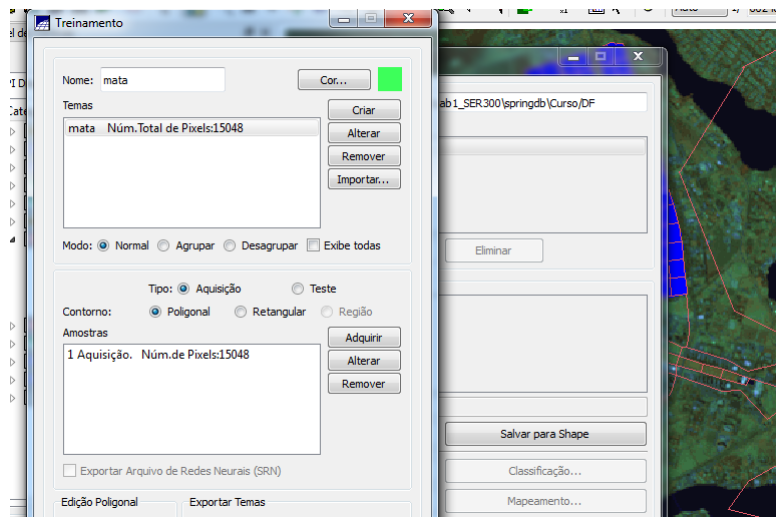 Treinamento
Nome: mata Cor...
Temas
mata Núm.Total de Pixels:15048
Criar
Alterar
Remover
Importar...
Modo: Normal Agrupar Desagrupar Exibe todas
Tipo: Aquisição Teste
Contorno: Poligonal Retangular Região
Amostras
1 Aquisição. Núm.de Pixels:15048
Adquirir
Alterar
Remover
Exportar Arquivo de Redes Neurais (SRN)
Edição Poligonal Exportar Temas
ab1_SER300\springdb\Curso/DF
Eliminar
Salvar para Shape
Classificação...
Mapeamento...